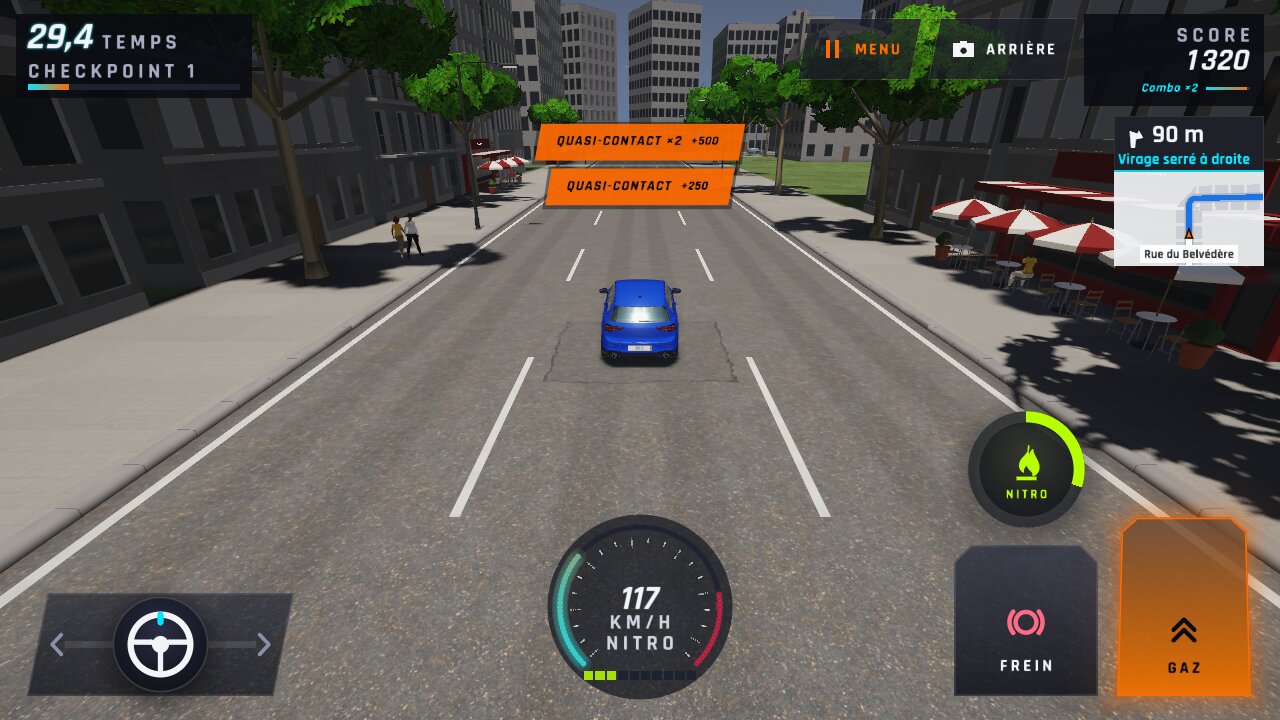 29,4 TEMPS
CHECKPOINT 1
MENU
ARRIÈRE
SCORE
1320
Combo ×2
QUASI-CONTACT ×2 +500
QUASI-CONTACT +250
90 m
Virage serré à droite
Rue du Belvédère
NITRO
117
KM/H
NITRO
FREIN
GAZ